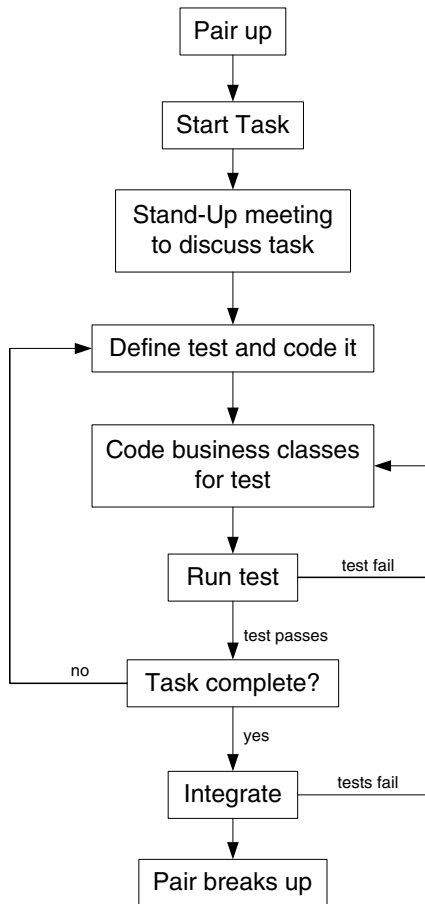 Pair up
Start Task
Stand-Up meeting
to discuss task
Define test and code it
Code business classes
for test
Run test
test fail
test passes
no
Task complete?
yes
Integrate
tests fail
Pair breaks up